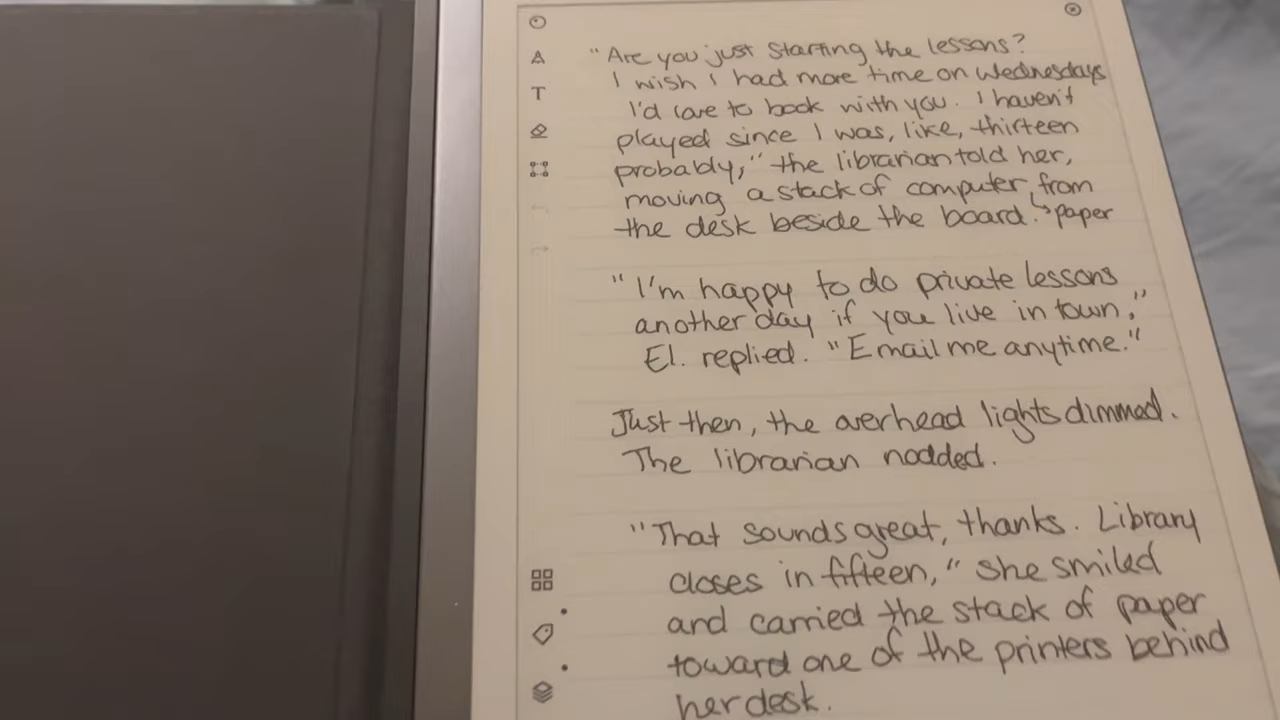 "Are you just starting the lessons?
I wish I had more time on Wednesdays
I'd love to book with you. I haven't
played since I was, like, thirteen
probably," the librarian told her,
moving a stack of computer, from
the desk beside the board. ↳paper
"I'm happy to do private lessons
another day if you live in town,"
El. replied. "Email me anytime."
Just then, the overhead lights dimmed.
The librarian nodded.
"That sounds great, thanks. Library
closes in fifteen," she smiled
and carried the stack of paper
toward one of the printers behind
her desk.
T